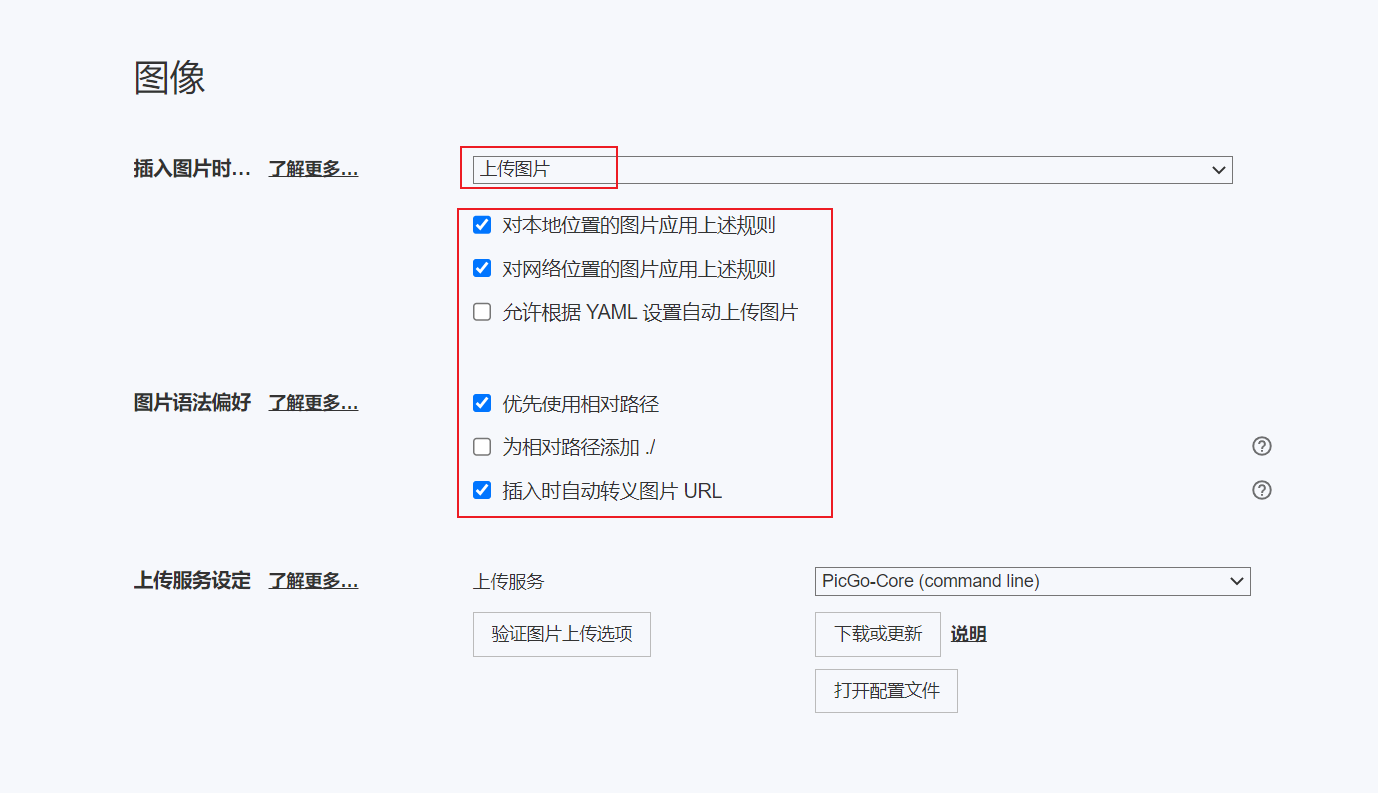 图像
插入图片时... 了解更多... 上传图片
对本地位置的图片应用上述规则
对网络位置的图片应用上述规则
允许根据 YAML 设置自动上传图片
图片语法偏好 了解更多... 优先使用相对路径
为相对路径添加 ./
插入时自动转义图片 URL
上传服务设定 了解更多... 上传服务 PicGo-Core (command line)
验证图片上传选项 下载或更新 说明
打开配置文件